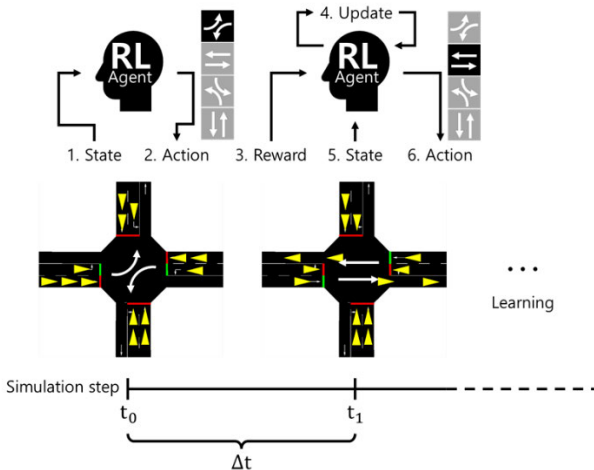 4. Update
RL
Agent
RL
Agent
1. State
2. Action
3. Reward
5. State
6. Action
...
Learning
Simulation step
t₀
t₁
Δt